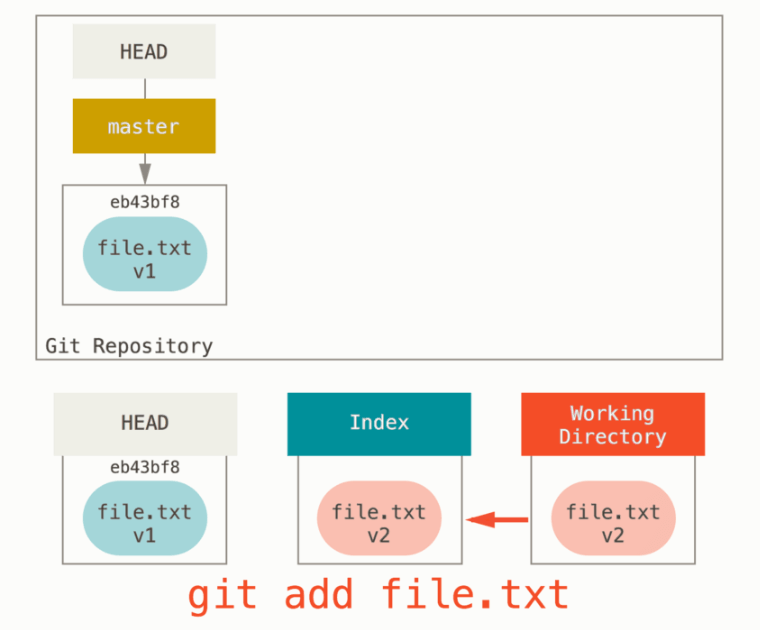 HEAD
master
eb43bf8
file.txt
v1
Git Repository
HEAD
eb43bf8
file.txt
v1
Index
file.txt
v2
Working
Directory
file.txt
v2
git add file.txt